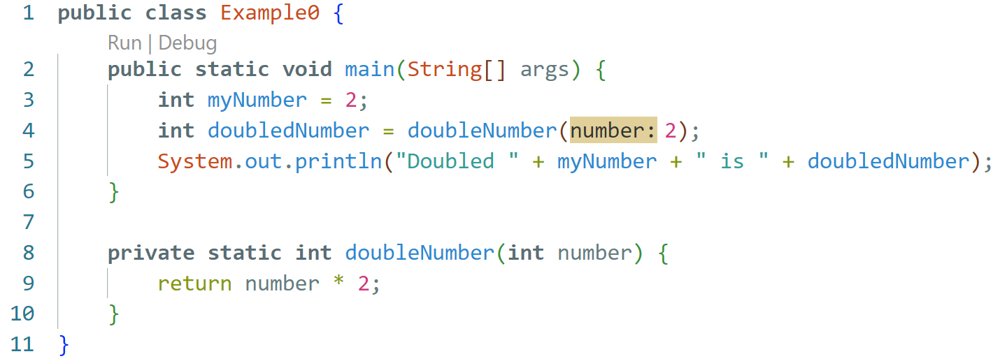 1 public class Example0 {
Run | Debug
2 public static void main(String[] args) {
3 int myNumber = 2;
4 int doubledNumber = doubleNumber(number: 2);
5 System.out.println("Doubled " + myNumber + " is " + doubledNumber);
6 }
7
8 private static int doubleNumber(int number) {
9 return number * 2;
10 }
11 }